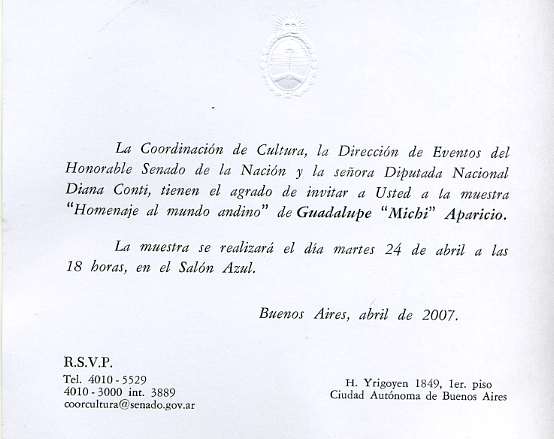 La Coordinación de Cultura, la Dirección de Eventos del
Honorable Senado de la Nación y la señora Diputada Nacional
Diana Conti, tienen el agrado de invitar a Usted a la muestra
"Homenaje al mundo andino" de Guadalupe "Michi" Aparicio.
La muestra se realizará el día martes 24 de abril a las
18 horas, en el Salón Azul.
Buenos Aires, abril de 2007.
R.S.V.P.
Tel. 4010 - 5529
4010 - 3000 int. 3889
coorcultura@senado.gov.ar
H. Yrigoyen 1849, 1er. piso
Ciudad Autónoma de Buenos Aires